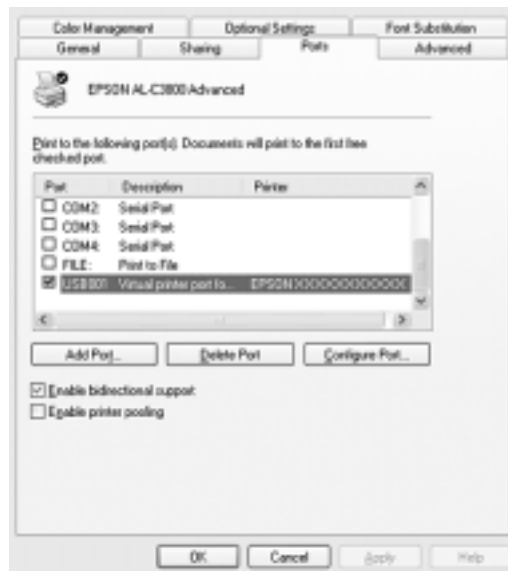 Color Management Optional Settings Font Substitution
General Sharing Ports Advanced
EPSON AL-C3800 Advanced
Print to the following port(s). Documents will print to the first free
checked port.
Port Description Printer
COM2: Serial Port
COM3: Serial Port
COM4: Serial Port
FILE: Print to File
USB001 Virtual printer port fo... EPSON XXXXXXXXXXXX
Add Port... Delete Port Configure Port...
Enable bidirectional support
Enable printer pooling
OK Cancel Apply Help